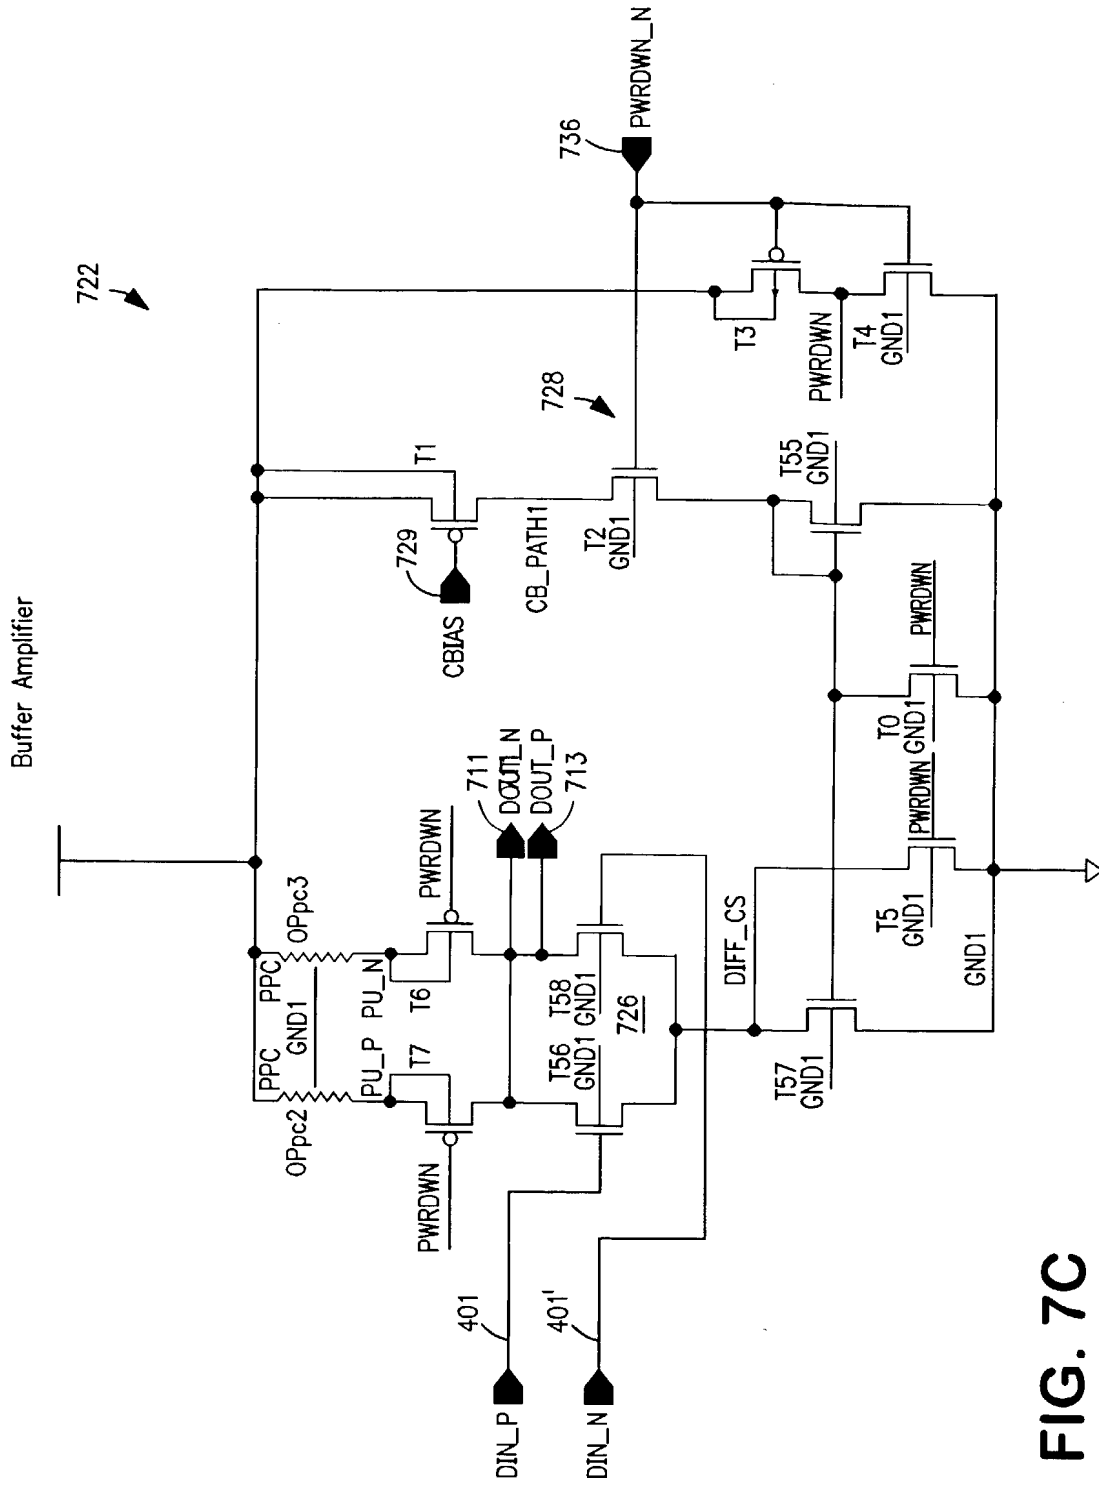 Buffer Amplifier
722
PPC
OPpc3
PPC
OPpc2
GND1
PU_N
PU_P
T6
T7
PWRDWN
PWRDWN
711
DOUT_N
DOUT_P
713
CBIAS
729
T1
CB_PATH1
728
T2
GND1
736
PWRDWN_N
T3
PWRDWN
T4
GND1
T55
GND1
T56
GND1
T58
GND1
726
401
DIN_P
401'
DIN_N
DIFF_CS
T57
GND1
T5
GND1
PWRDWN
T0
GND1
PWRDWN
GND1
FIG. 7C